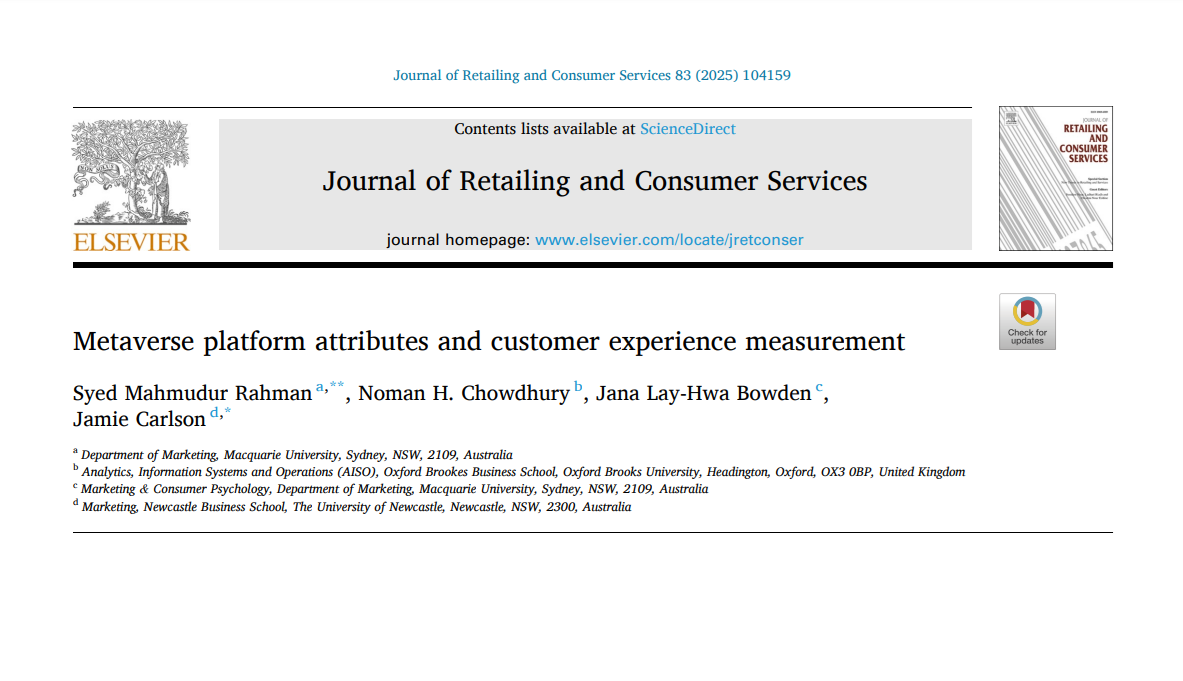 Journal of Retailing and Consumer Services 83 (2025) 104159
Contents lists available at ScienceDirect
Journal of Retailing and Consumer Services
journal homepage: www.elsevier.com/locate/jretconser
ELSEVIER
JOURNAL OF
RETAILING
AND
CONSUMER
SERVICES
Check for
updates
Metaverse platform attributes and customer experience measurement
Syed Mahmudur Rahman a,**, Noman H. Chowdhury b, Jana Lay-Hwa Bowden c,
Jamie Carlson d,*
a Department of Marketing, Macquarie University, Sydney, NSW, 2109, Australia
b Analytics, Information Systems and Operations (AISO), Oxford Brookes Business School, Oxford Brooks University, Headington, Oxford, OX3 0BP, United Kingdom
c Marketing & Consumer Psychology, Department of Marketing, Macquarie University, Sydney, NSW, 2109, Australia
d Marketing, Newcastle Business School, The University of Newcastle, Newcastle, NSW, 2300, Australia